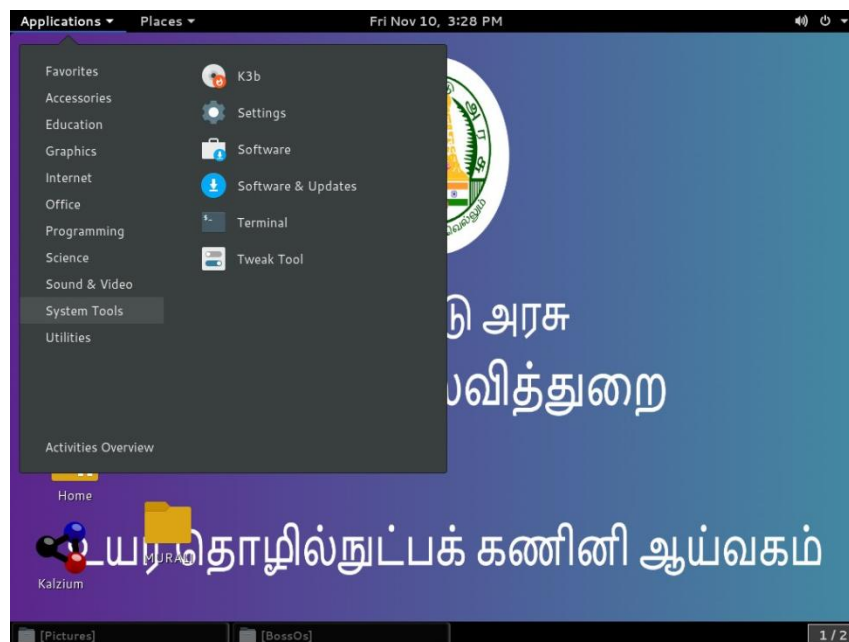 Applications Places Fri Nov 10, 3:28 PM
Favorites
Accessories
Education
Graphics
Internet
Office
Programming
Science
Sound & Video
System Tools
Utilities
Activities Overview
K3b
Settings
Software
Software & Updates
Terminal
Tweak Tool
டு அரசு
வித்துறை
Home
MURALI
Kalzium
உயர்தொழில்நுட்பக் கணினி ஆய்வகம்
[Pictures] [BossOs] 1 / 2